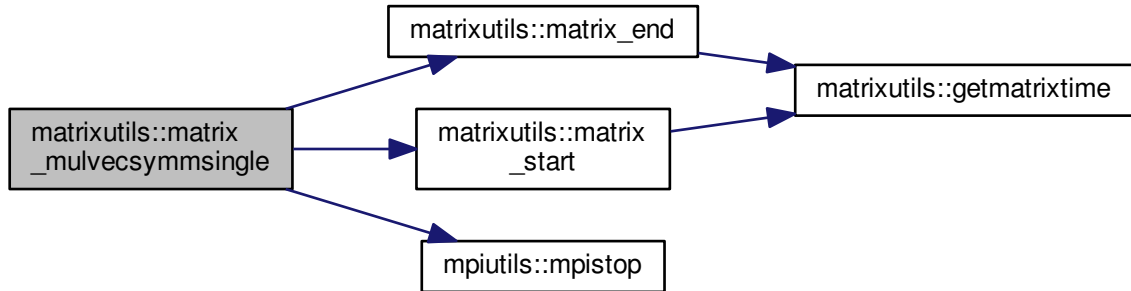 matrixutils::matrix_end
matrixutils::getmatrixtime
matrixutils::matrix
_mulvecsymmsingle
matrixutils::matrix
_start
mpiutils::mpistop